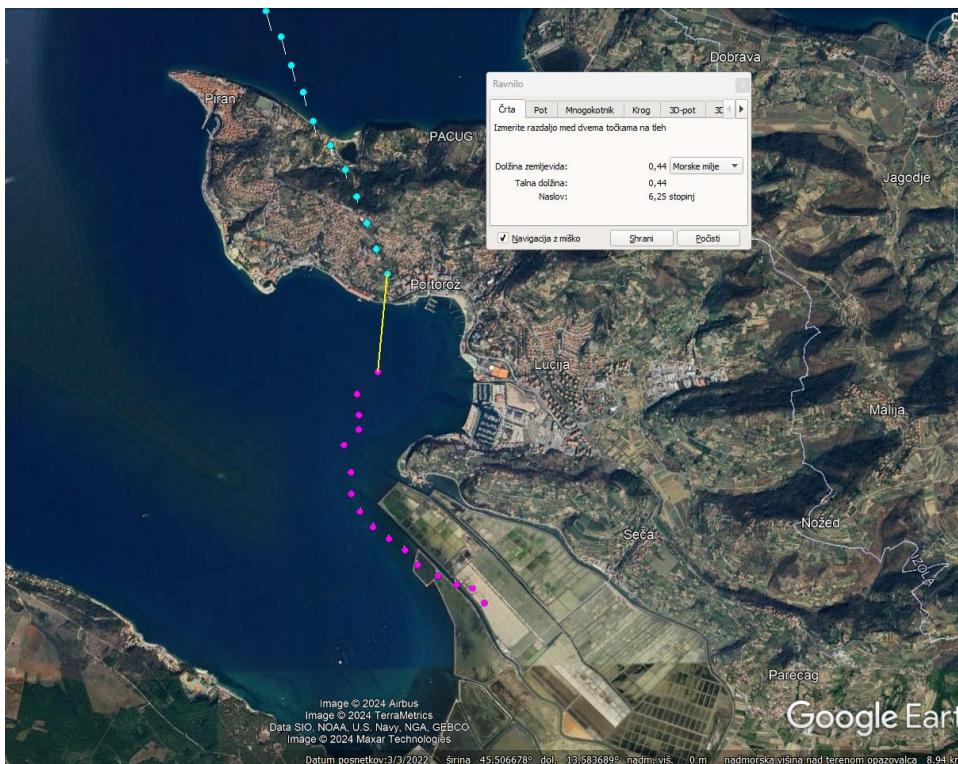 Dobrava
Ravnilo
Piran
Črta
Pot
Mnogokotnik
Krog
3D-pot
Izmerite razdaljo med dvema točkama na tleh
PACUG
Dolžina zemljevida: 0,44 Morske milje
Jagodje
Talna dolžina: 0,44
Naslov: 6,25 stopinj
Navigacija z miško Shrani Počisti
Portorož
Lucija
Malija
Nožed
Seča
IZOLA
Parecag
Image © 2024 Airbus
Image © 2024 TerraMetrics
Data SIO, NOAA, U.S. Navy, NGA, GEBCO
Image © 2024 Maxar Technologies
Google Eart
Datum posnetkov:3/3/2022 širina 45.506678° dol. 13.583689° nadm. viš. 0 m nadmorska višina nad terenom opazovalca 8.94 km